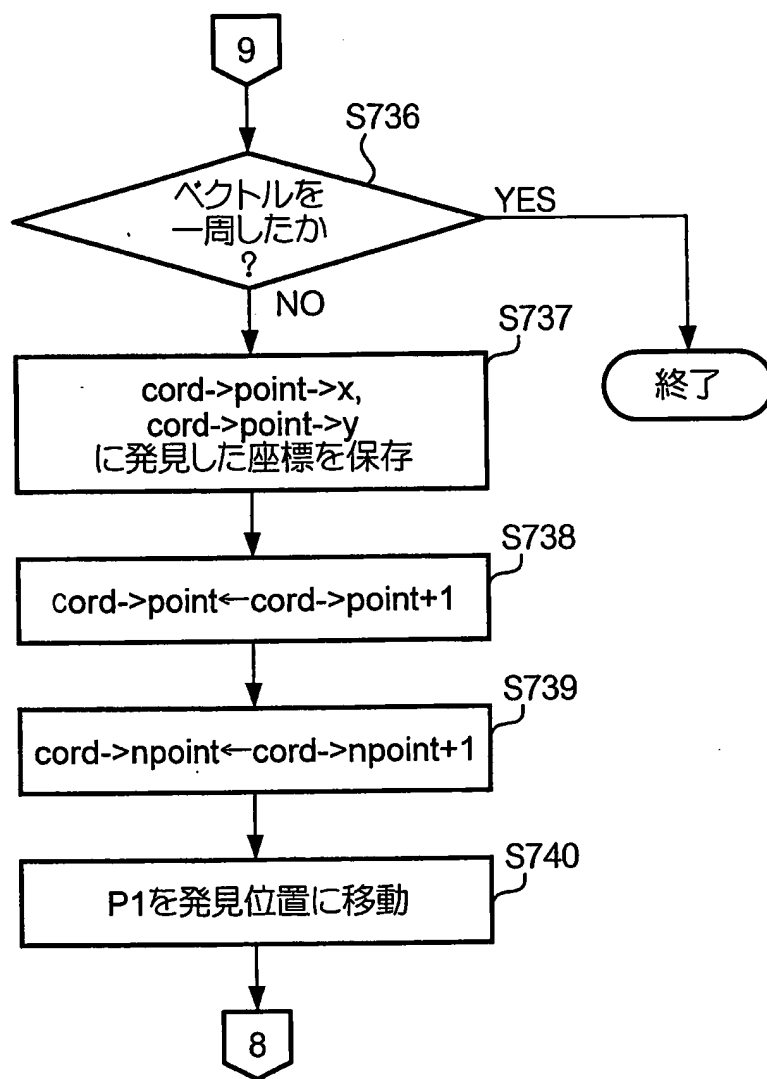 9
S736
ベクトルを
一周したか
?
YES
NO
S737
cord->point->x,
cord->point->y
に発見した座標を保存
終了
S738
cord->point←cord->point+1
S739
cord->npoint←cord->npoint+1
S740
P1を発見位置に移動
8